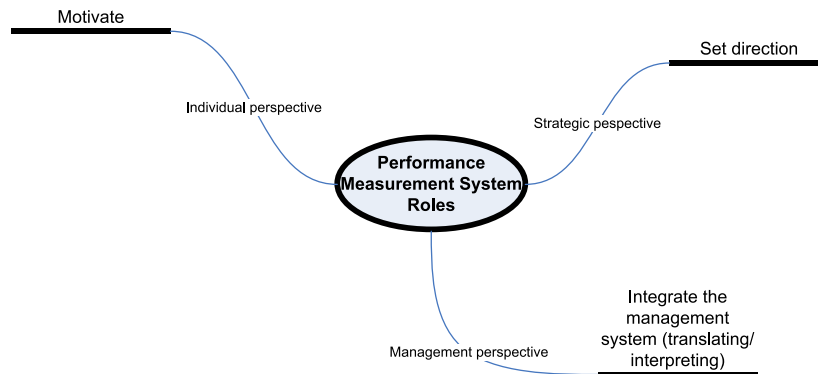 Motivate
Set direction
Individual perspective
Strategic pespective
Performance
Measurement System
Roles
Integrate the
management
system (translating/
interpreting)
Management perspective